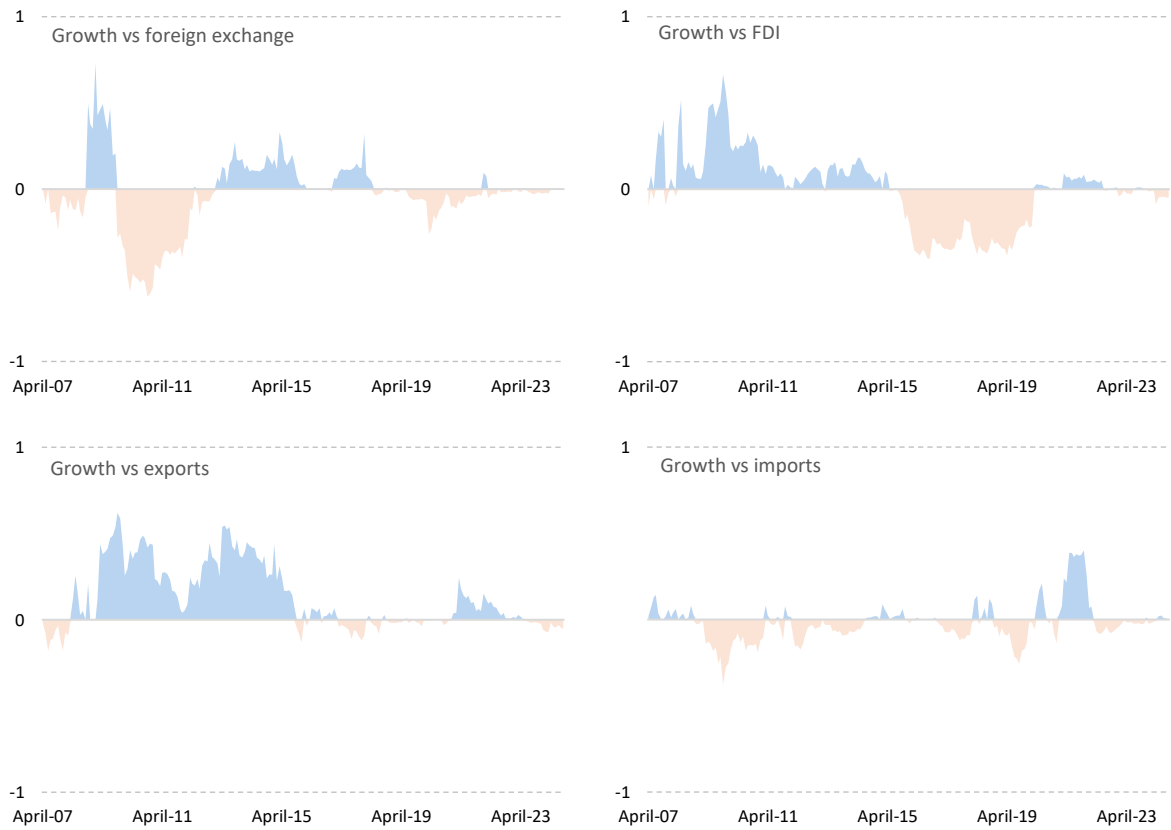 1
Growth vs foreign exchange
0
-1
April-07 April-11 April-15 April-19 April-23
1
Growth vs FDI
0
-1
April-07 April-11 April-15 April-19 April-23
1
Growth vs exports
0
-1
April-07 April-11 April-15 April-19 April-23
1
Growth vs imports
0
-1
April-07 April-11 April-15 April-19 April-23